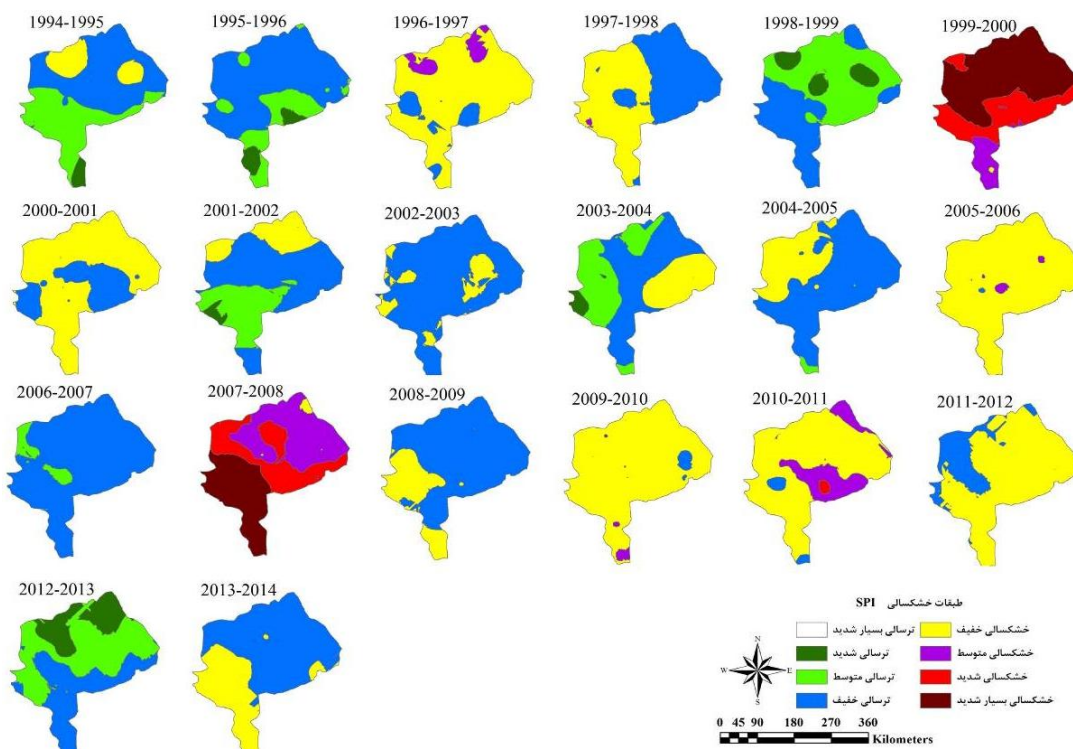 1994-1995
1995-1996
1996-1997
1997-1998
1998-1999
1999-2000
2000-2001
2001-2002
2002-2003
2003-2004
2004-2005
2005-2006
2006-2007
2007-2008
2008-2009
2009-2010
2010-2011
2011-2012
2012-2013
2013-2014
طبقات خشکسالی SPI
خشکسالی خفیف
ترسالی بسیار شدید
خشکسالی متوسط
ترسالی شدید
خشکسالی شدید
ترسالی متوسط
خشکسالی بسیار شدید
ترسالی خفیف
N
W E
S
0 45 90 180 270 360
Kilometers